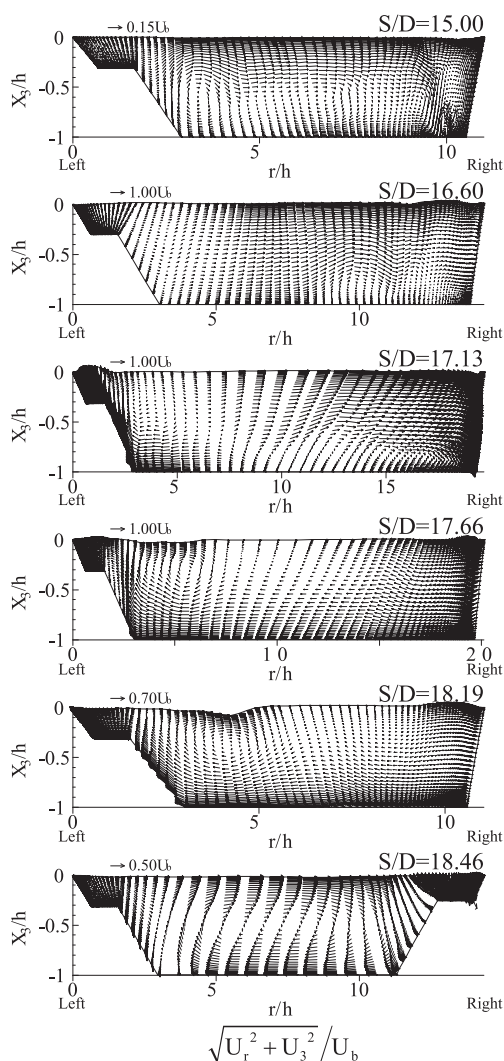 →0.15U_b S/D=15.00
0
-0.5
-1
X_3/h
Left 5 10 Right
r/h
→1.00U_b S/D=16.60
0
-0.5
-1
X_3/h
0 5 10
Left Right
r/h
→1.00U_b S/D=17.13
0
-0.5
-1
X_3/h
0 5 10 15
Left Right
r/h
→1.00U_b S/D=17.66
0
-0.5
-1
X_3/h
0 1 0 2 0
Left Right
r/h
→0.70U_b S/D=18.19
0
-0.5
-1
X_3/h
0 5 10
Left Right
r/h
→0.50U_b S/D=18.46
0
-0.5
-1
X_3/h
0 5 10
Left Right
r/h
√U_r^2+U_3^2/U_b